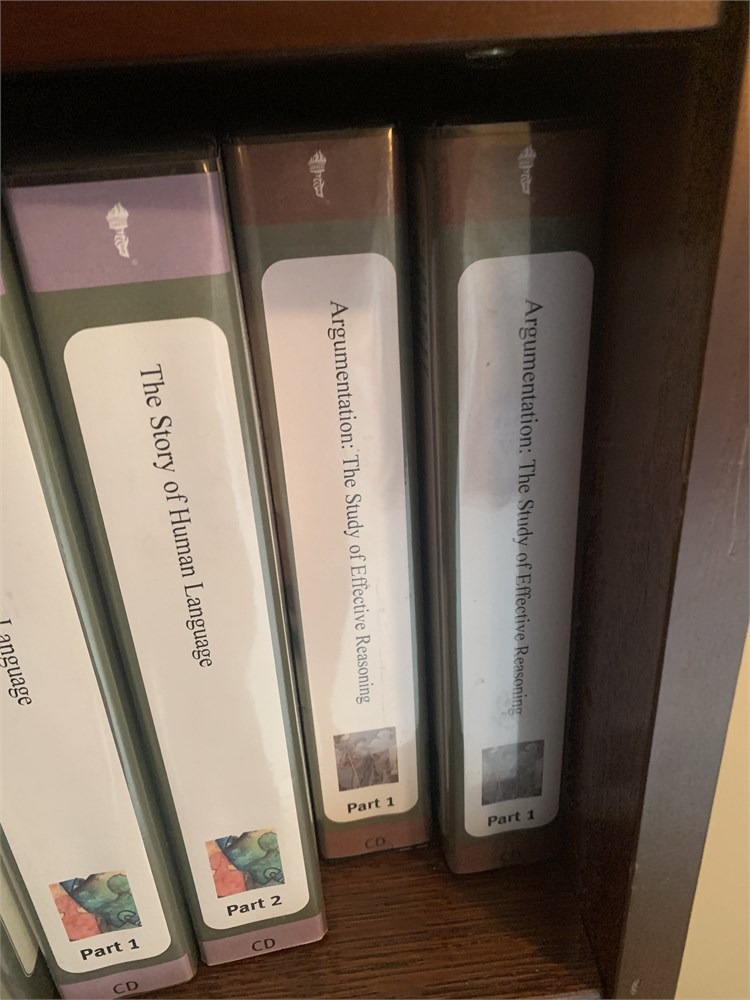 Language
Part 1
CD
The Story of Human Language
Part 2
CD
Argumentation: The Study of Effective Reasoning
Part 1
CD
Argumentation: The Study of Effective Reasoning
Part 1
CD